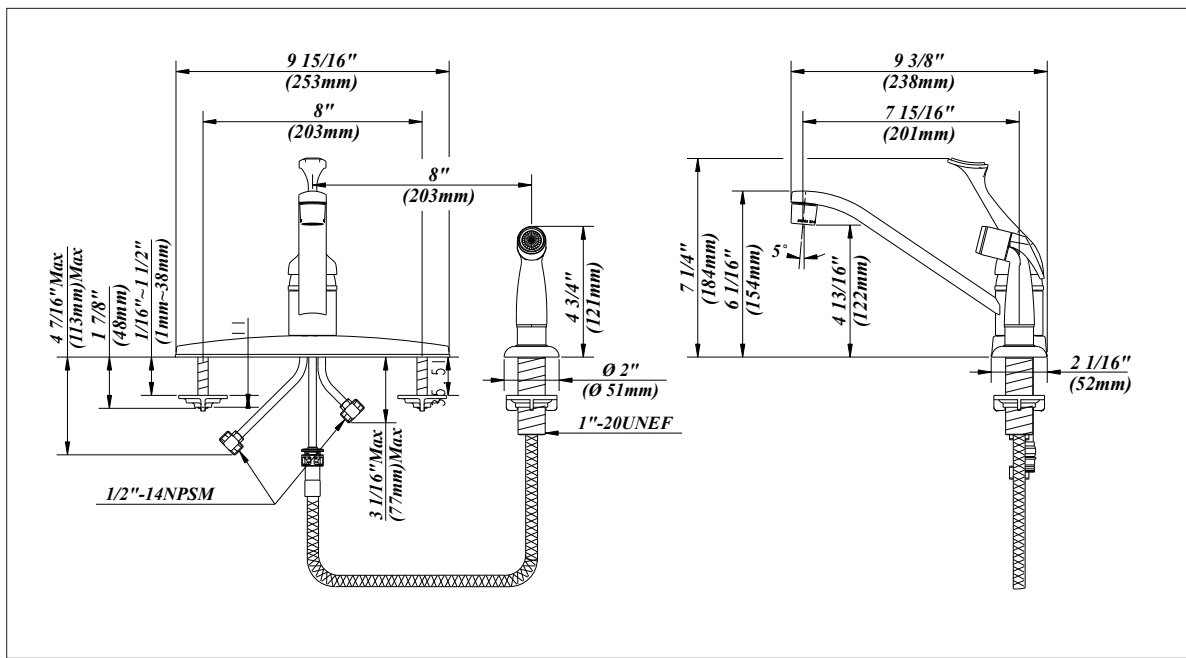 9 15/16"
(253mm)
8"
(203mm)
8"
(203mm)
4 7/16"Max
(113mm)Max
1 7/8"
(48mm)
1/16"~1 1/2"
(1mm~38mm)
11
35.51
4 3/4"
(121mm)
Ø 2"
(Ø 51mm)
1"-20UNEF
1/2"-14NPSM
3 1/16"Max
(77mm)Max
9 3/8"
(238mm)
7 15/16"
(201mm)
5°
7 1/4"
(184mm)
6 1/16"
(154mm)
4 13/16"
(122mm)
2 1/16"
(52mm)